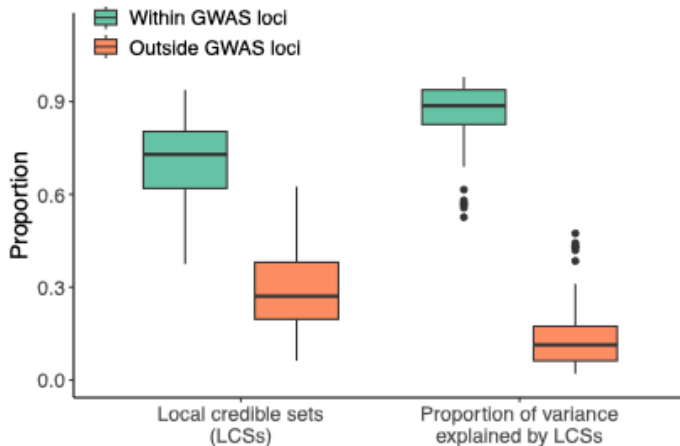 Within GWAS loci
Outside GWAS loci
Proportion
0.9
0.6
0.3
0.0
Local credible sets
(LCSs)
Proportion of variance
explained by LCSs